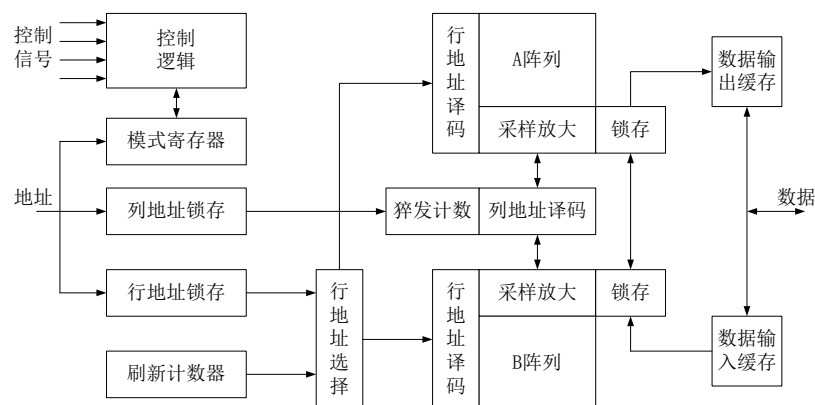 控制
信号
控制
逻辑
模式寄存器
地址
列地址锁存
行地址锁存
刷新计数器
行地址选择
行地址译码
A阵列
采样放大
锁存
猝发计数
列地址译码
行地址译码
采样放大
锁存
B阵列
数据输
出缓存
数据
数据输
入缓存